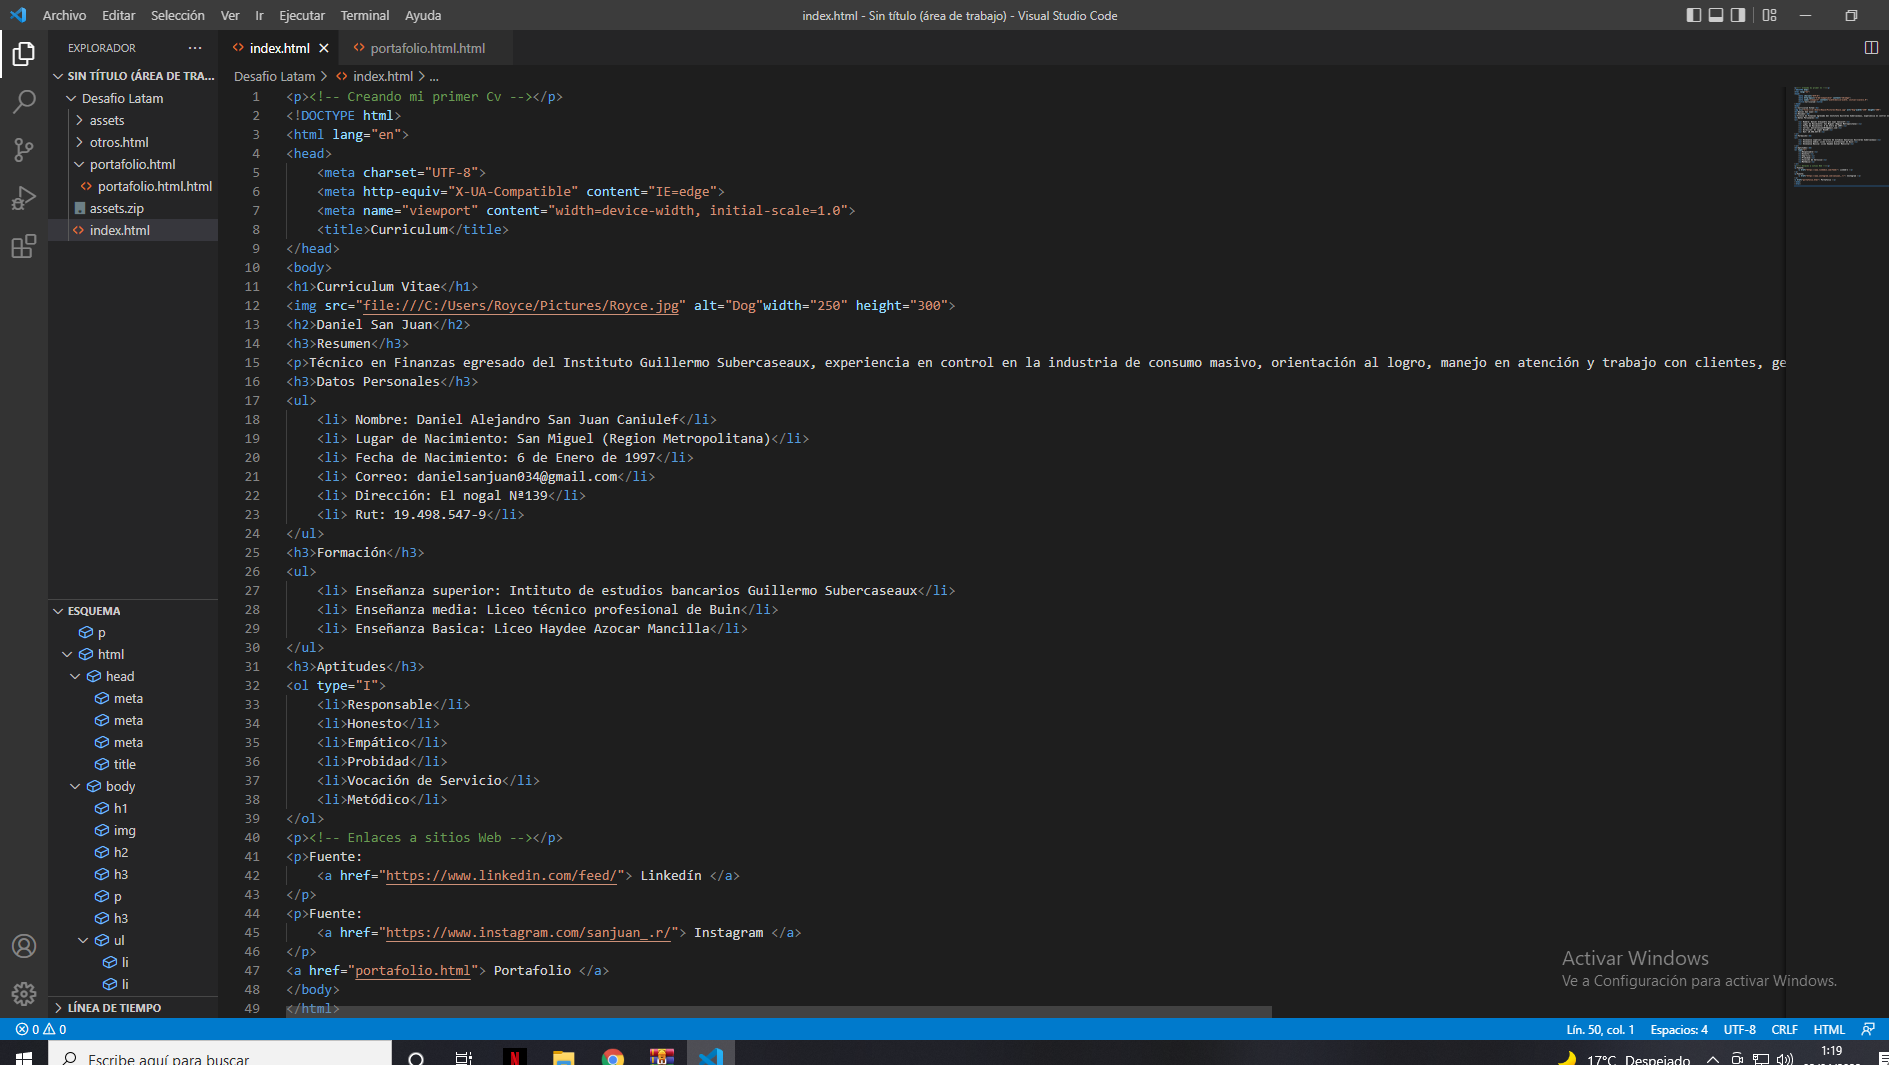 Archivo Editar Selección Ver Ir Ejecutar Terminal Ayuda
index.html - Sin título (área de trabajo) - Visual Studio Code
EXPLORADOR ···
SIN TÍTULO (ÁREA DE TRA...
Desafio Latam
assets
otros.html
portafolio.html
portafolio.html.html
assets.zip
index.html
ESQUEMA
p
html
head
meta
meta
meta
title
body
h1
img
h2
h3
p
h3
ul
li
li
LÍNEA DE TIEMPO
index.html portafolio.html.html
Desafio Latam > index.html > ...
1 <p><!-- Creando mi primer Cv --></p>
2 <!DOCTYPE html>
3 <html lang="en">
4 <head>
5 <meta charset="UTF-8">
6 <meta http-equiv="X-UA-Compatible" content="IE=edge">
7 <meta name="viewport" content="width=device-width, initial-scale=1.0">
8 <title>Curriculum</title>
9 </head>
10 <body>
11 <h1>Curriculum Vitae</h1>
12 <img src="file:///C:/Users/Royce/Pictures/Royce.jpg" alt="Dog"width="250" height="300">
13 <h2>Daniel San Juan</h2>
14 <h3>Resumen</h3>
15 <p>Técnico en Finanzas egresado del Instituto Guillermo Subercaseaux, experiencia en control en la industria de consumo masivo, orientación al logro, manejo en atención y trabajo con clientes, ge
16 <h3>Datos Personales</h3>
17 <ul>
18 <li> Nombre: Daniel Alejandro San Juan Caniulef</li>
19 <li> Lugar de Nacimiento: San Miguel (Region Metropolitana)</li>
20 <li> Fecha de Nacimiento: 6 de Enero de 1997</li>
21 <li> Correo: danielsanjuan034@gmail.com</li>
22 <li> Dirección: El nogal Nª139</li>
23 <li> Rut: 19.498.547-9</li>
24 </ul>
25 <h3>Formación</h3>
26 <ul>
27 <li> Enseñanza superior: Intituto de estudios bancarios Guillermo Subercaseaux</li>
28 <li> Enseñanza media: Liceo técnico profesional de Buin</li>
29 <li> Enseñanza Basica: Liceo Haydee Azocar Mancilla</li>
30 </ul>
31 <h3>Aptitudes</h3>
32 <ol type="I">
33 <li>Responsable</li>
34 <li>Honesto</li>
35 <li>Empático</li>
36 <li>Probidad</li>
37 <li>Vocación de Servicio</li>
38 <li>Metódico</li>
39 </ol>
40 <p><!-- Enlaces a sitios Web --></p>
41 <p>Fuente:
42 <a href="https://www.linkedin.com/feed/"> Linkedín </a>
43 </p>
44 <p>Fuente:
45 <a href="https://www.instagram.com/sanjuan_.r/"> Instagram </a>
46 </p>
47 <a href="portafolio.html"> Portafolio </a>
48 </body>
49 </html>
Activar Windows
Ve a Configuración para activar Windows.
0 0
Lín. 50, col. 1 Espacios: 4 UTF-8 CRLF HTML
Escribe aquí para buscar
17°C Despejado
1:19